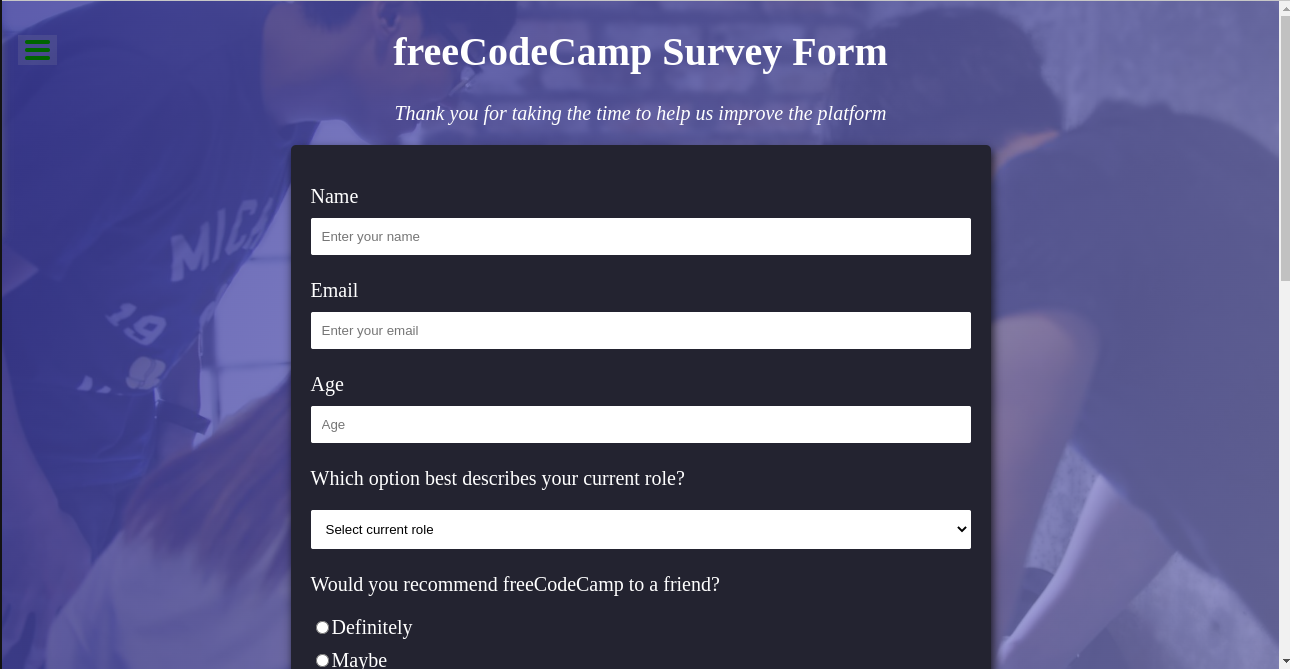 freeCodeCamp Survey Form
Thank you for taking the time to help us improve the platform
MICH
19
Name
Enter your name
Email
Enter your email
Age
Age
Which option best describes your current role?
Select current role
Would you recommend freeCodeCamp to a friend?
Definitely
Maybe